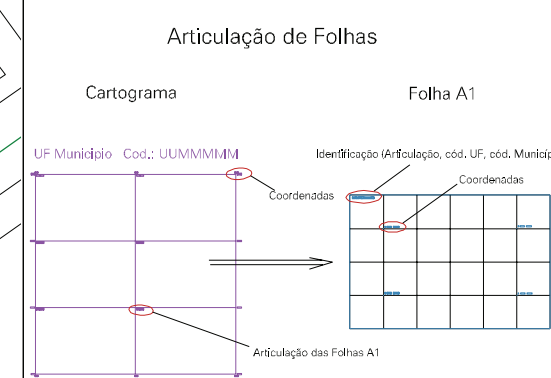 Articulação de Folhas
Cartograma
Folha A1
UF Municipio Cod.: UUMMMMM
Identificação (Articulação, cód. UF, cód. Municíp
Coordenadas
Coordenadas
Articulação das Folhas A1